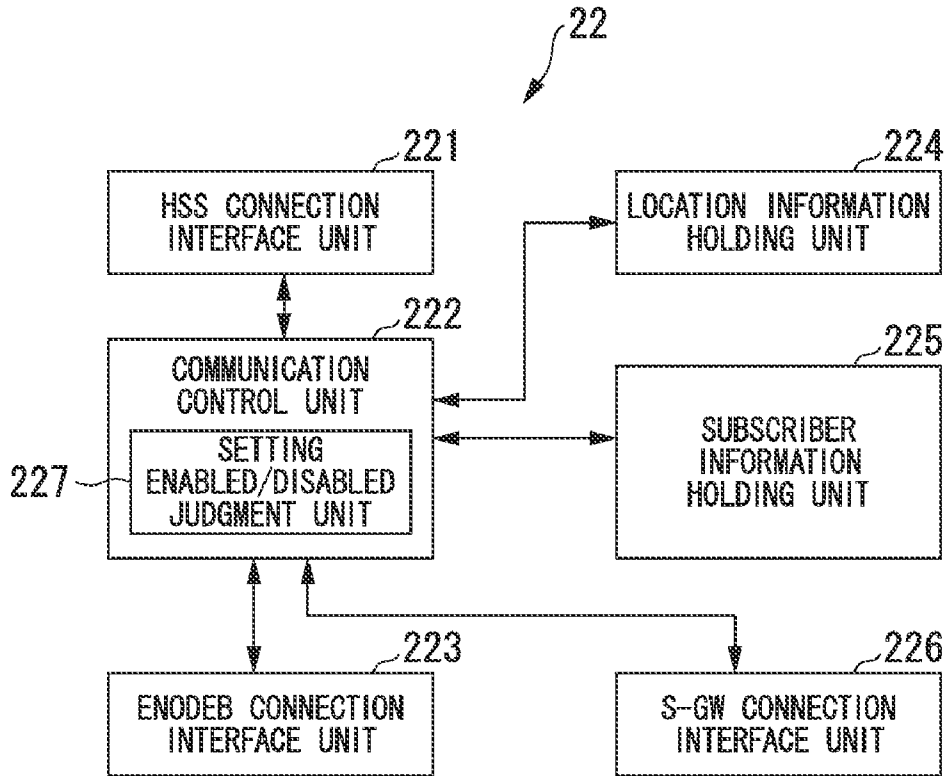 22
221
HSS CONNECTION
INTERFACE UNIT
224
LOCATION INFORMATION
HOLDING UNIT
222
COMMUNICATION
CONTROL UNIT
227
SETTING
ENABLED/DISABLED
JUDGMENT UNIT
225
SUBSCRIBER
INFORMATION
HOLDING UNIT
223
ENODEB CONNECTION
INTERFACE UNIT
226
S-GW CONNECTION
INTERFACE UNIT